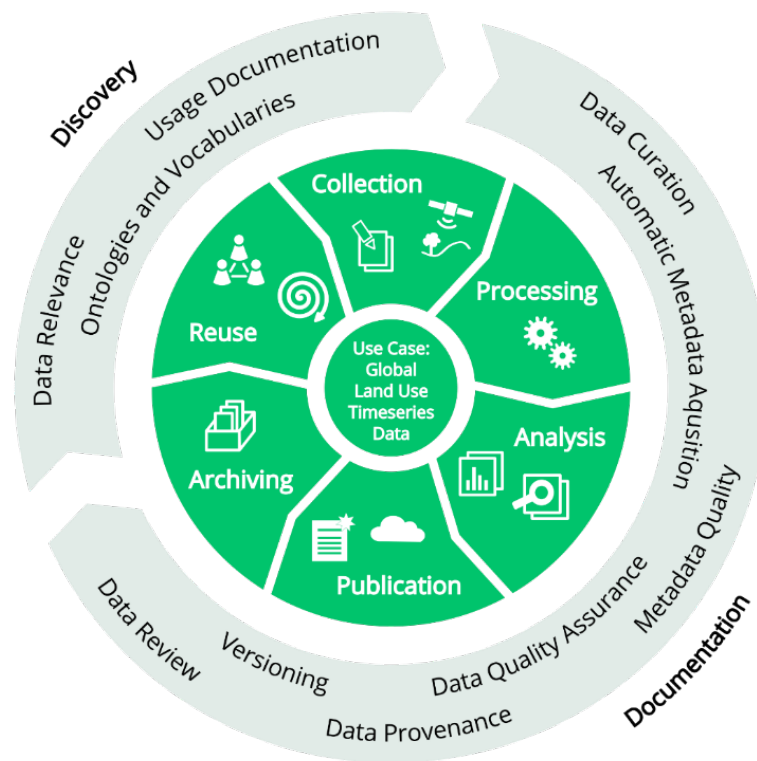 Discovery
Usage Documentation
Ontologies and Vocabularies
Data Relevance
Data Curation
Automatic Metadata Aqusition
Metadata Quality
Documentation
Data Quality Assurance
Data Provenance
Versioning
Data Review
Collection
Processing
Analysis
Publication
Archiving
Reuse
Use Case:
Global
Land Use
Timeseries
Data